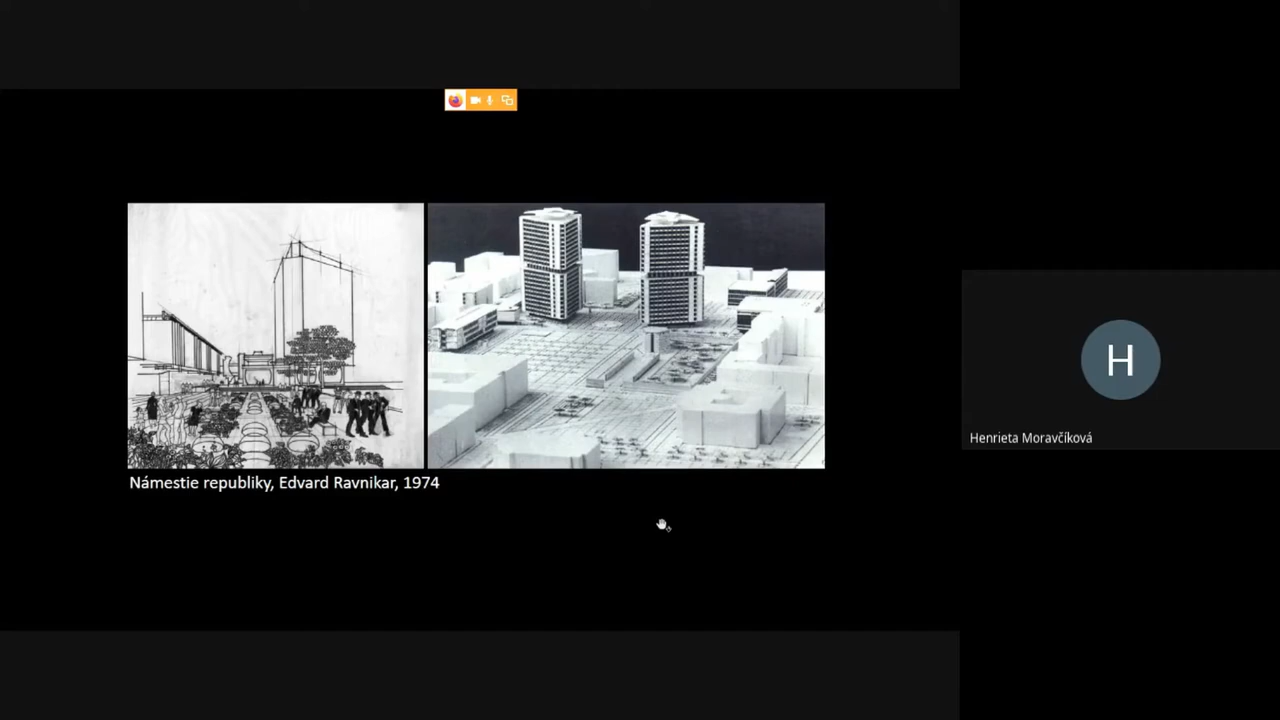 Námestie republiky, Edvard Ravnikar, 1974
H
Henrieta Moravčíková